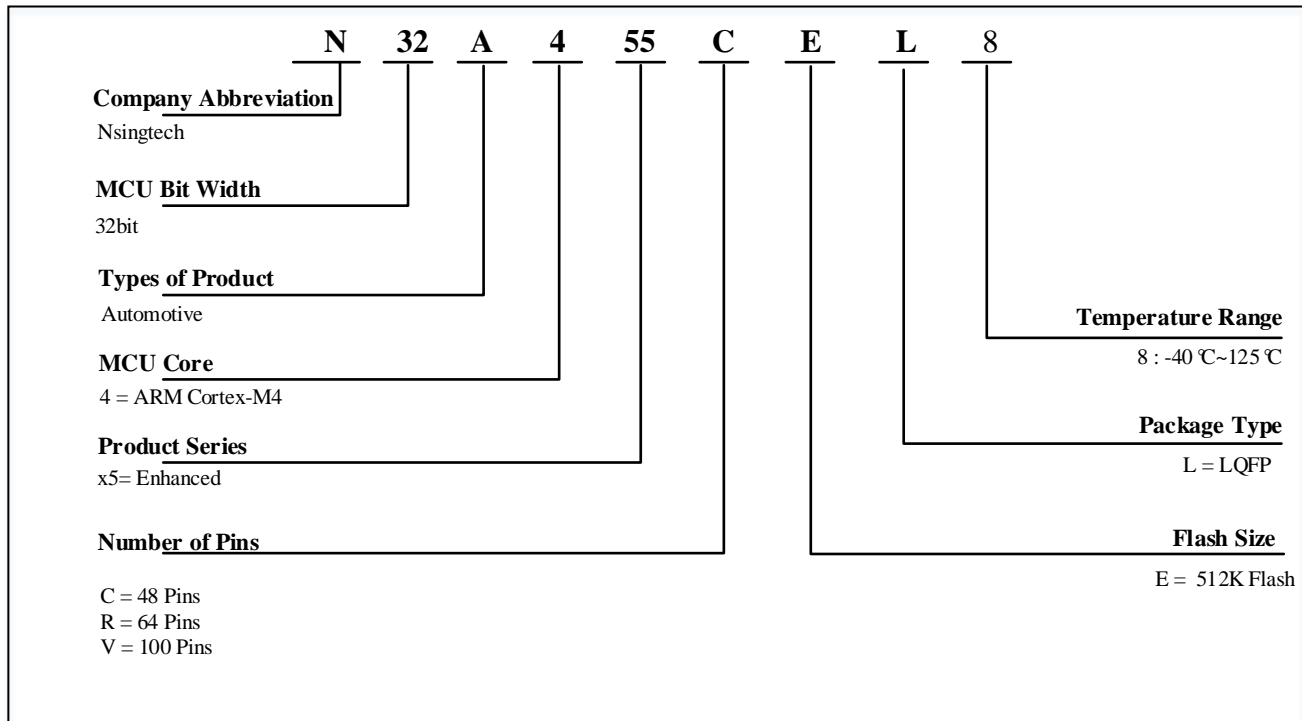 N 32 A 4 55 C E L 8
Company Abbreviation
Nsingtech
MCU Bit Width
32bit
Types of Product
Automotive
MCU Core
4 = ARM Cortex-M4
Product Series
x5= Enhanced
Number of Pins
C = 48 Pins
R = 64 Pins
V = 100 Pins
Temperature Range
8 : -40 ℃~125 ℃
Package Type
L = LQFP
Flash Size
E = 512K Flash